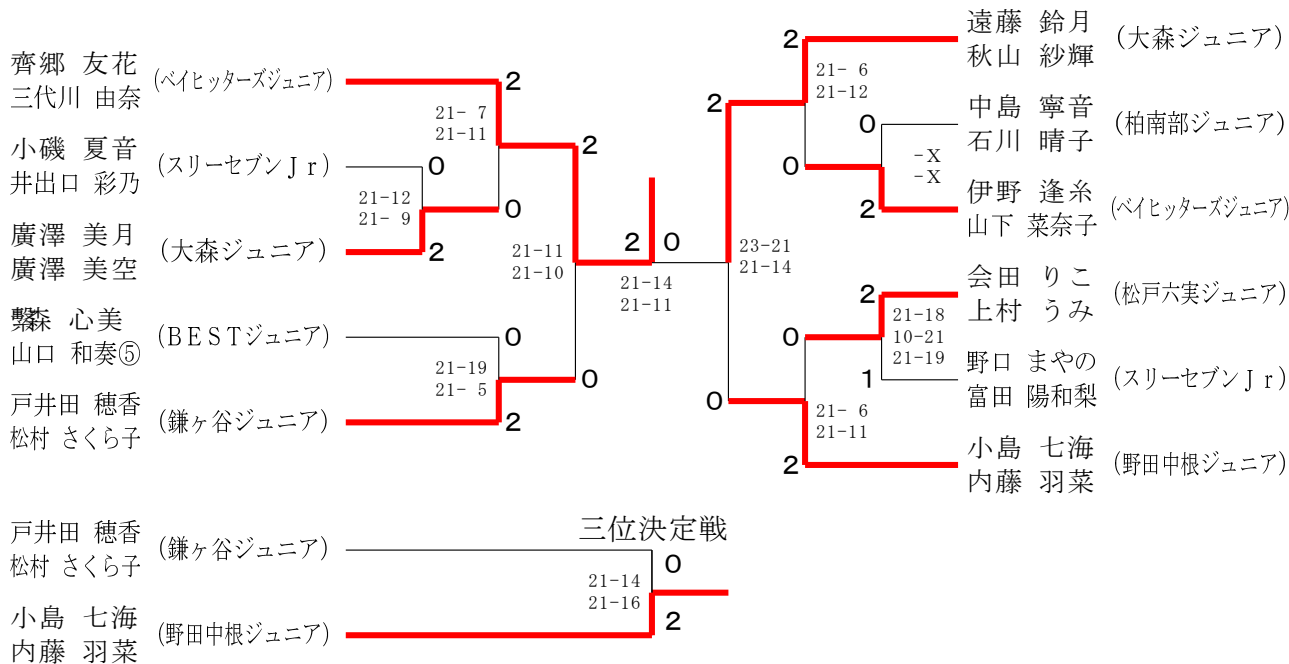 齊郷 友花
三代川 由奈
(ベイヒッターズジュニア)
2
21- 7
21-11
小磯 夏音
井出口 彩乃
(スリーセブンＪｒ)
0
21-12
21- 9
0
廣澤 美月
廣澤 美空
(大森ジュニア)
2
2
21-11
21-10
森 心美
山口 和奏⑤
(ＢＥＳＴジュニア)
0
21-19
21- 5
0
戸井田 穂香
松村 さくら子
(鎌ヶ谷ジュニア)
2
2
0
21-14
21-11
遠藤 鈴月
秋山 紗輝
(大森ジュニア)
2
21- 6
21-12
2
中島 寧音
石川 晴子
(柏南部ジュニア)
0
-X
-X
0
伊野 逢糸
山下 菜奈子
(ベイヒッターズジュニア)
2
23-21
21-14
会田 りこ
上村 うみ
(松戸六実ジュニア)
2
21-18
10-21
21-19
0
野口 まやの
富田 陽和梨
(スリーセブンＪｒ)
1
0
21- 6
21-11
小島 七海
内藤 羽菜
(野田中根ジュニア)
2
三位決定戦
戸井田 穂香
松村 さくら子
(鎌ヶ谷ジュニア)
0
21-14
21-16
小島 七海
内藤 羽菜
(野田中根ジュニア)
2